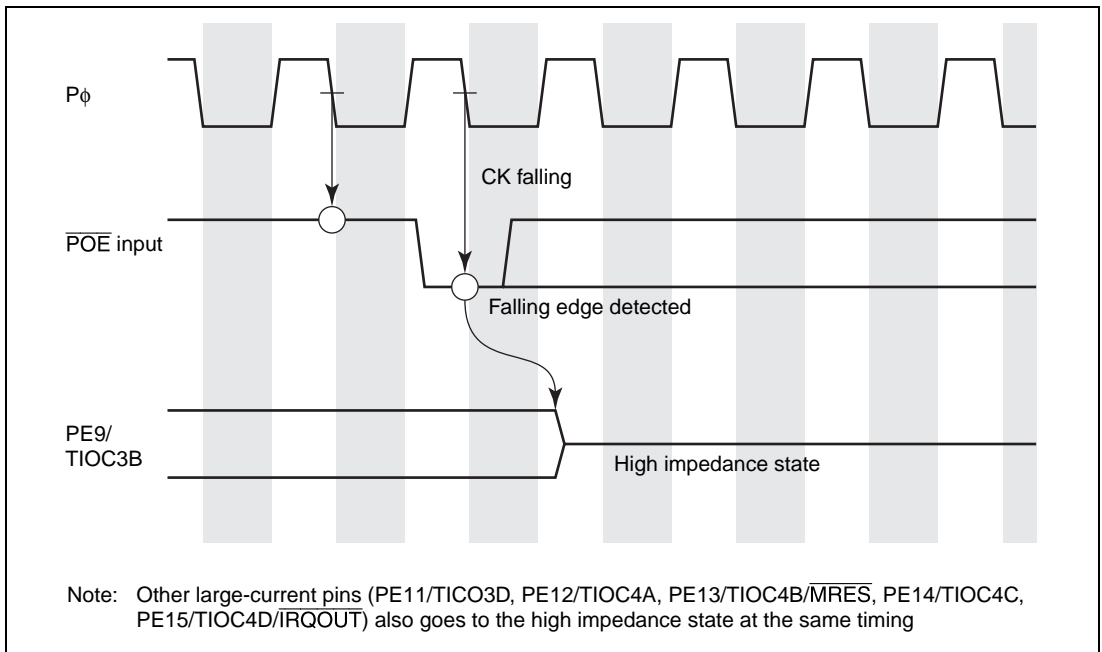 Pϕ
CK falling
POE input
Falling edge detected
PE9/
TIOC3B
High impedance state
Note: Other large-current pins (PE11/TICO3D, PE12/TIOC4A, PE13/TIOC4B/MRES, PE14/TIOC4C,
PE15/TIOC4D/IRQOUT) also goes to the high impedance state at the same timing